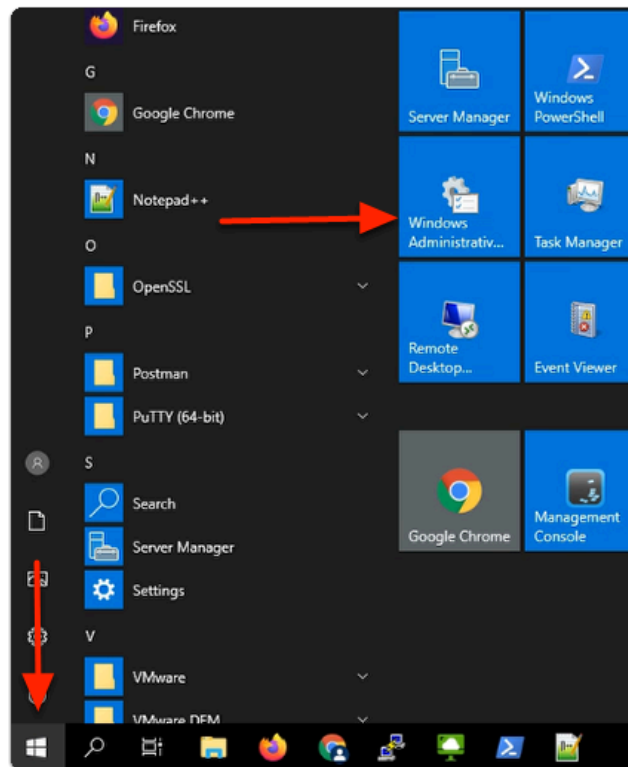 Firefox
G
Google Chrome
N
Notepad++
O
OpenSSL
P
Postman
PuTTY (64-bit)
S
Search
Server Manager
Settings
V
VMware
VMware DEM
Server Manager
Windows
PowerShell
Windows
Administrativ...
Task Manager
Remote
Desktop...
Event Viewer
Google Chrome
Management
Console